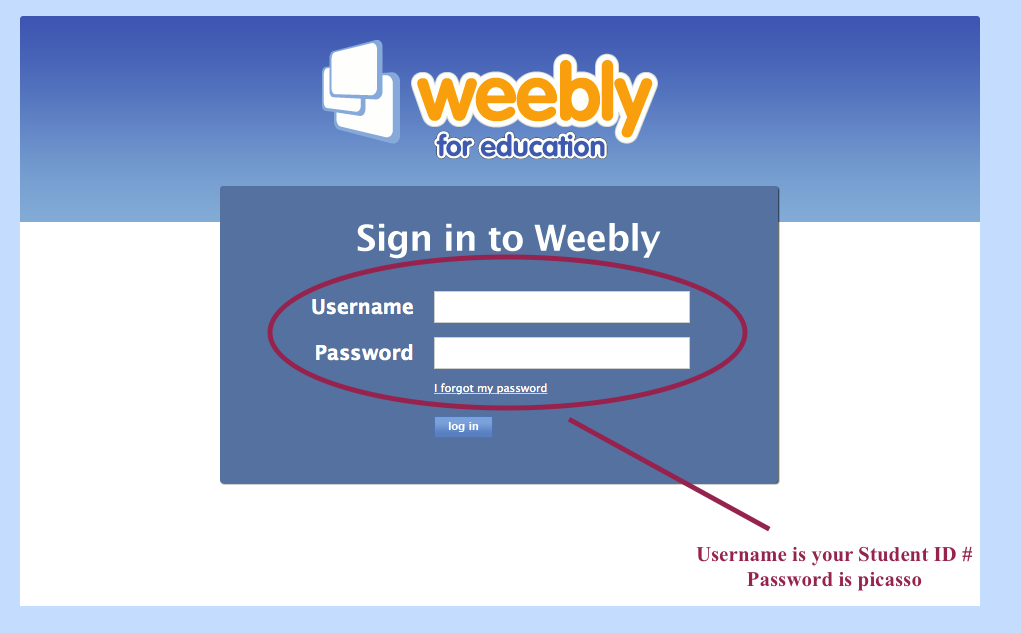 weebly
for education
Sign in to Weebly
Username
Password
I forgot my password
log in
Username is your Student ID #
Password is picasso